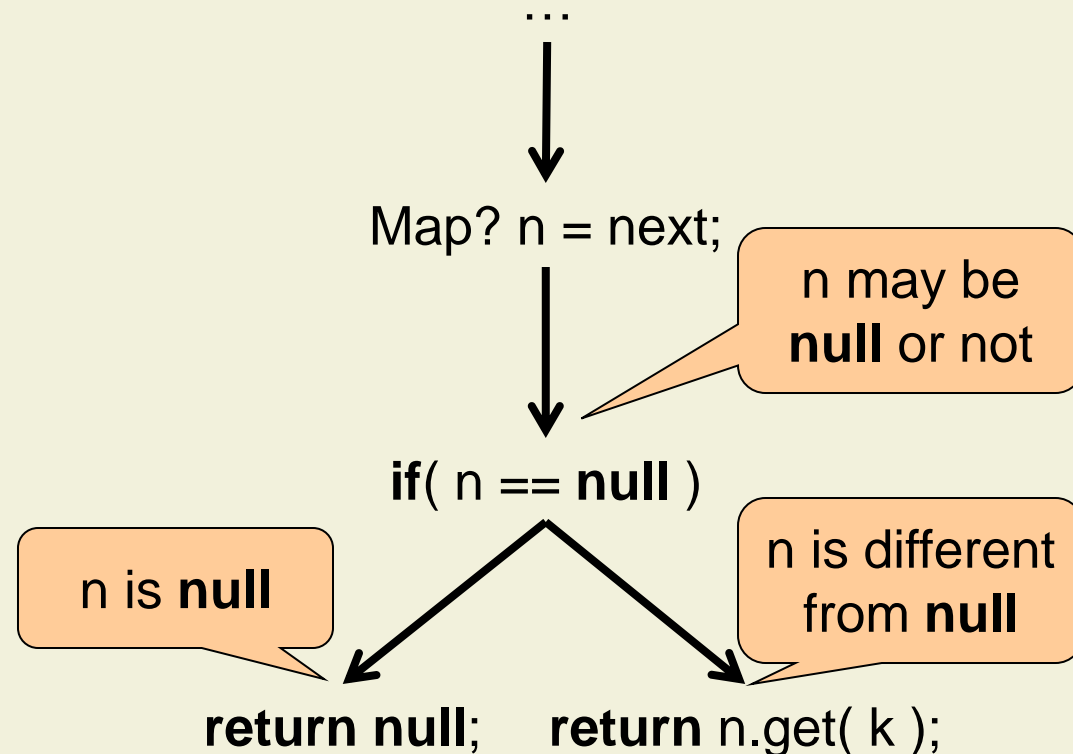 ...
Map? n = next;
n may be
null or not
if( n == null )
n is null
n is different
from null
return null;
return n.get( k );